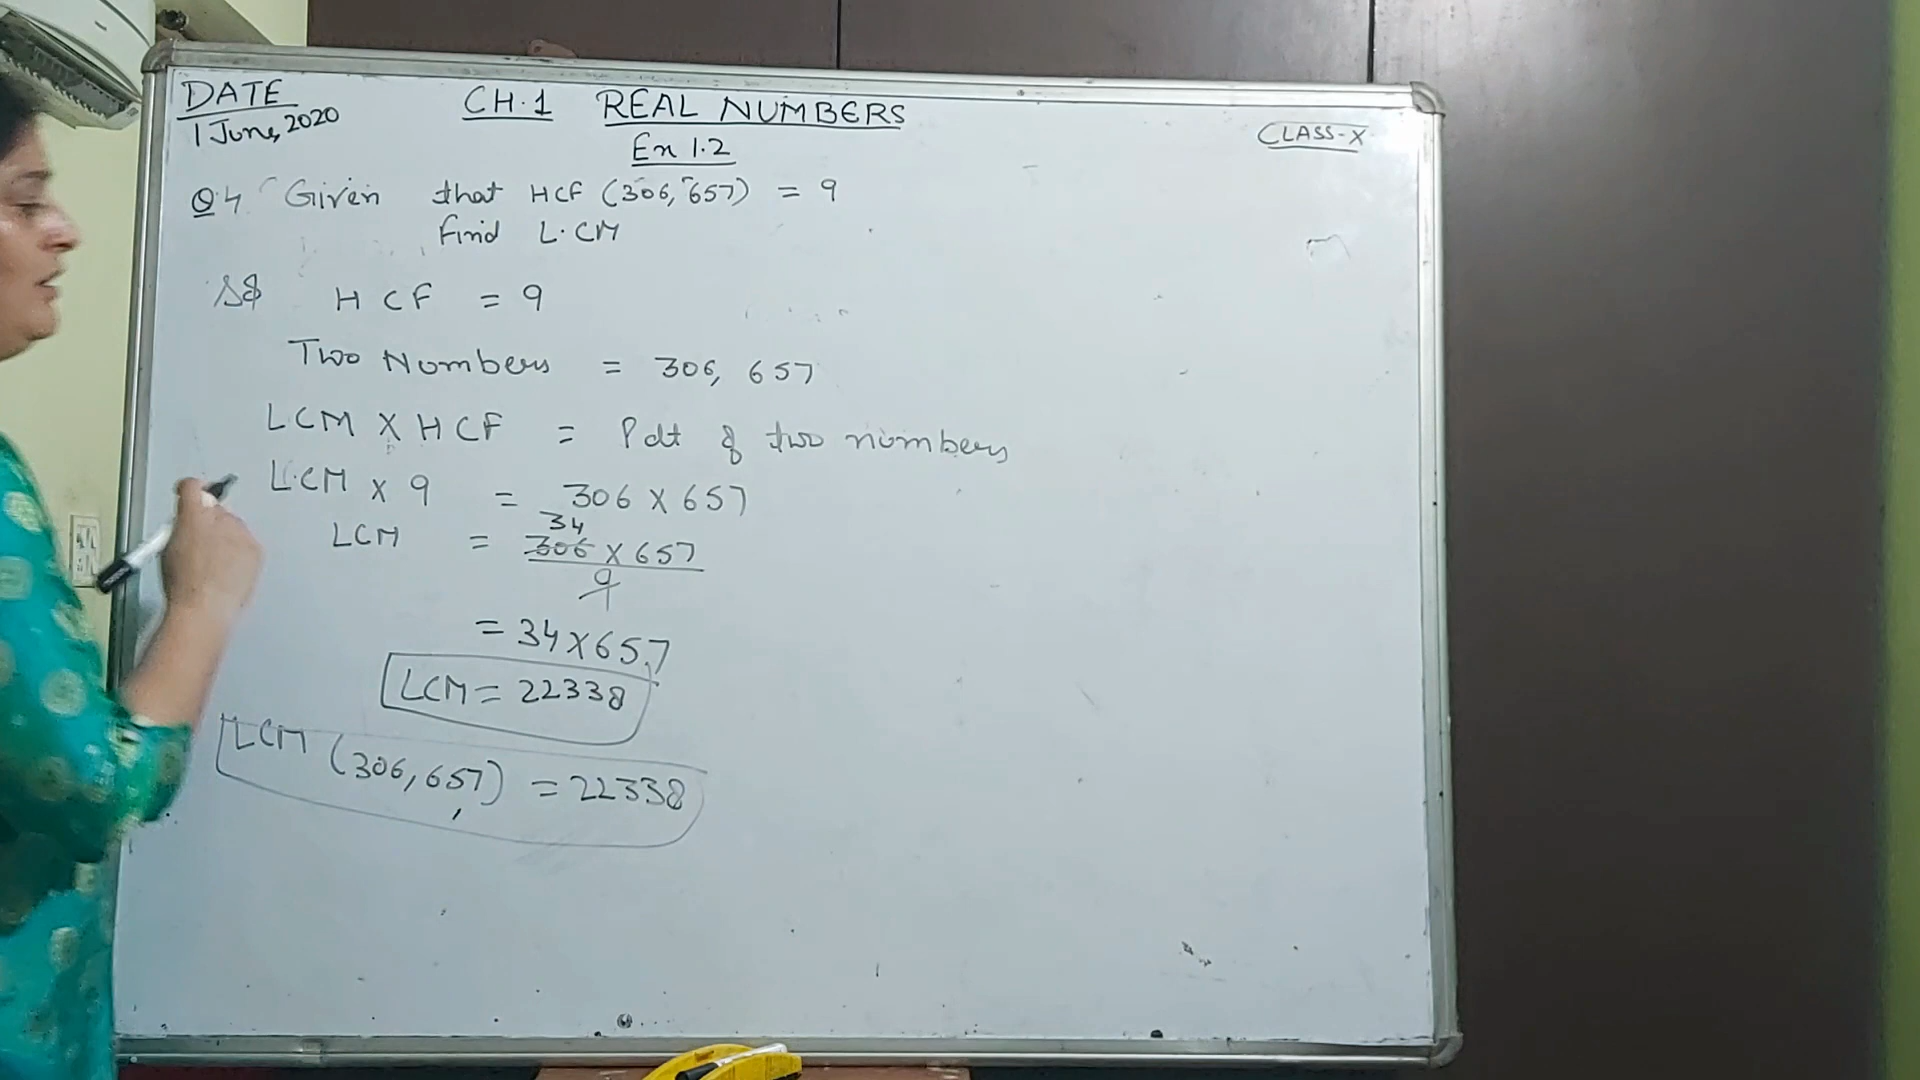 DATE
1 June, 2020
CH.1 REAL NUMBERS
CLASS-X
Ex 1.2
Q.4 Given that HCF (306, 657) = 9
find L.CM
Sol HCF = 9
Two Numbers = 306, 657
LCM X HCF = Pdt of two numbers
L.CM X 9 = 306 X 657
34
LCM = 306 X 657
9
= 34 X 657
LCM = 22338
LCM (306, 657) = 22338